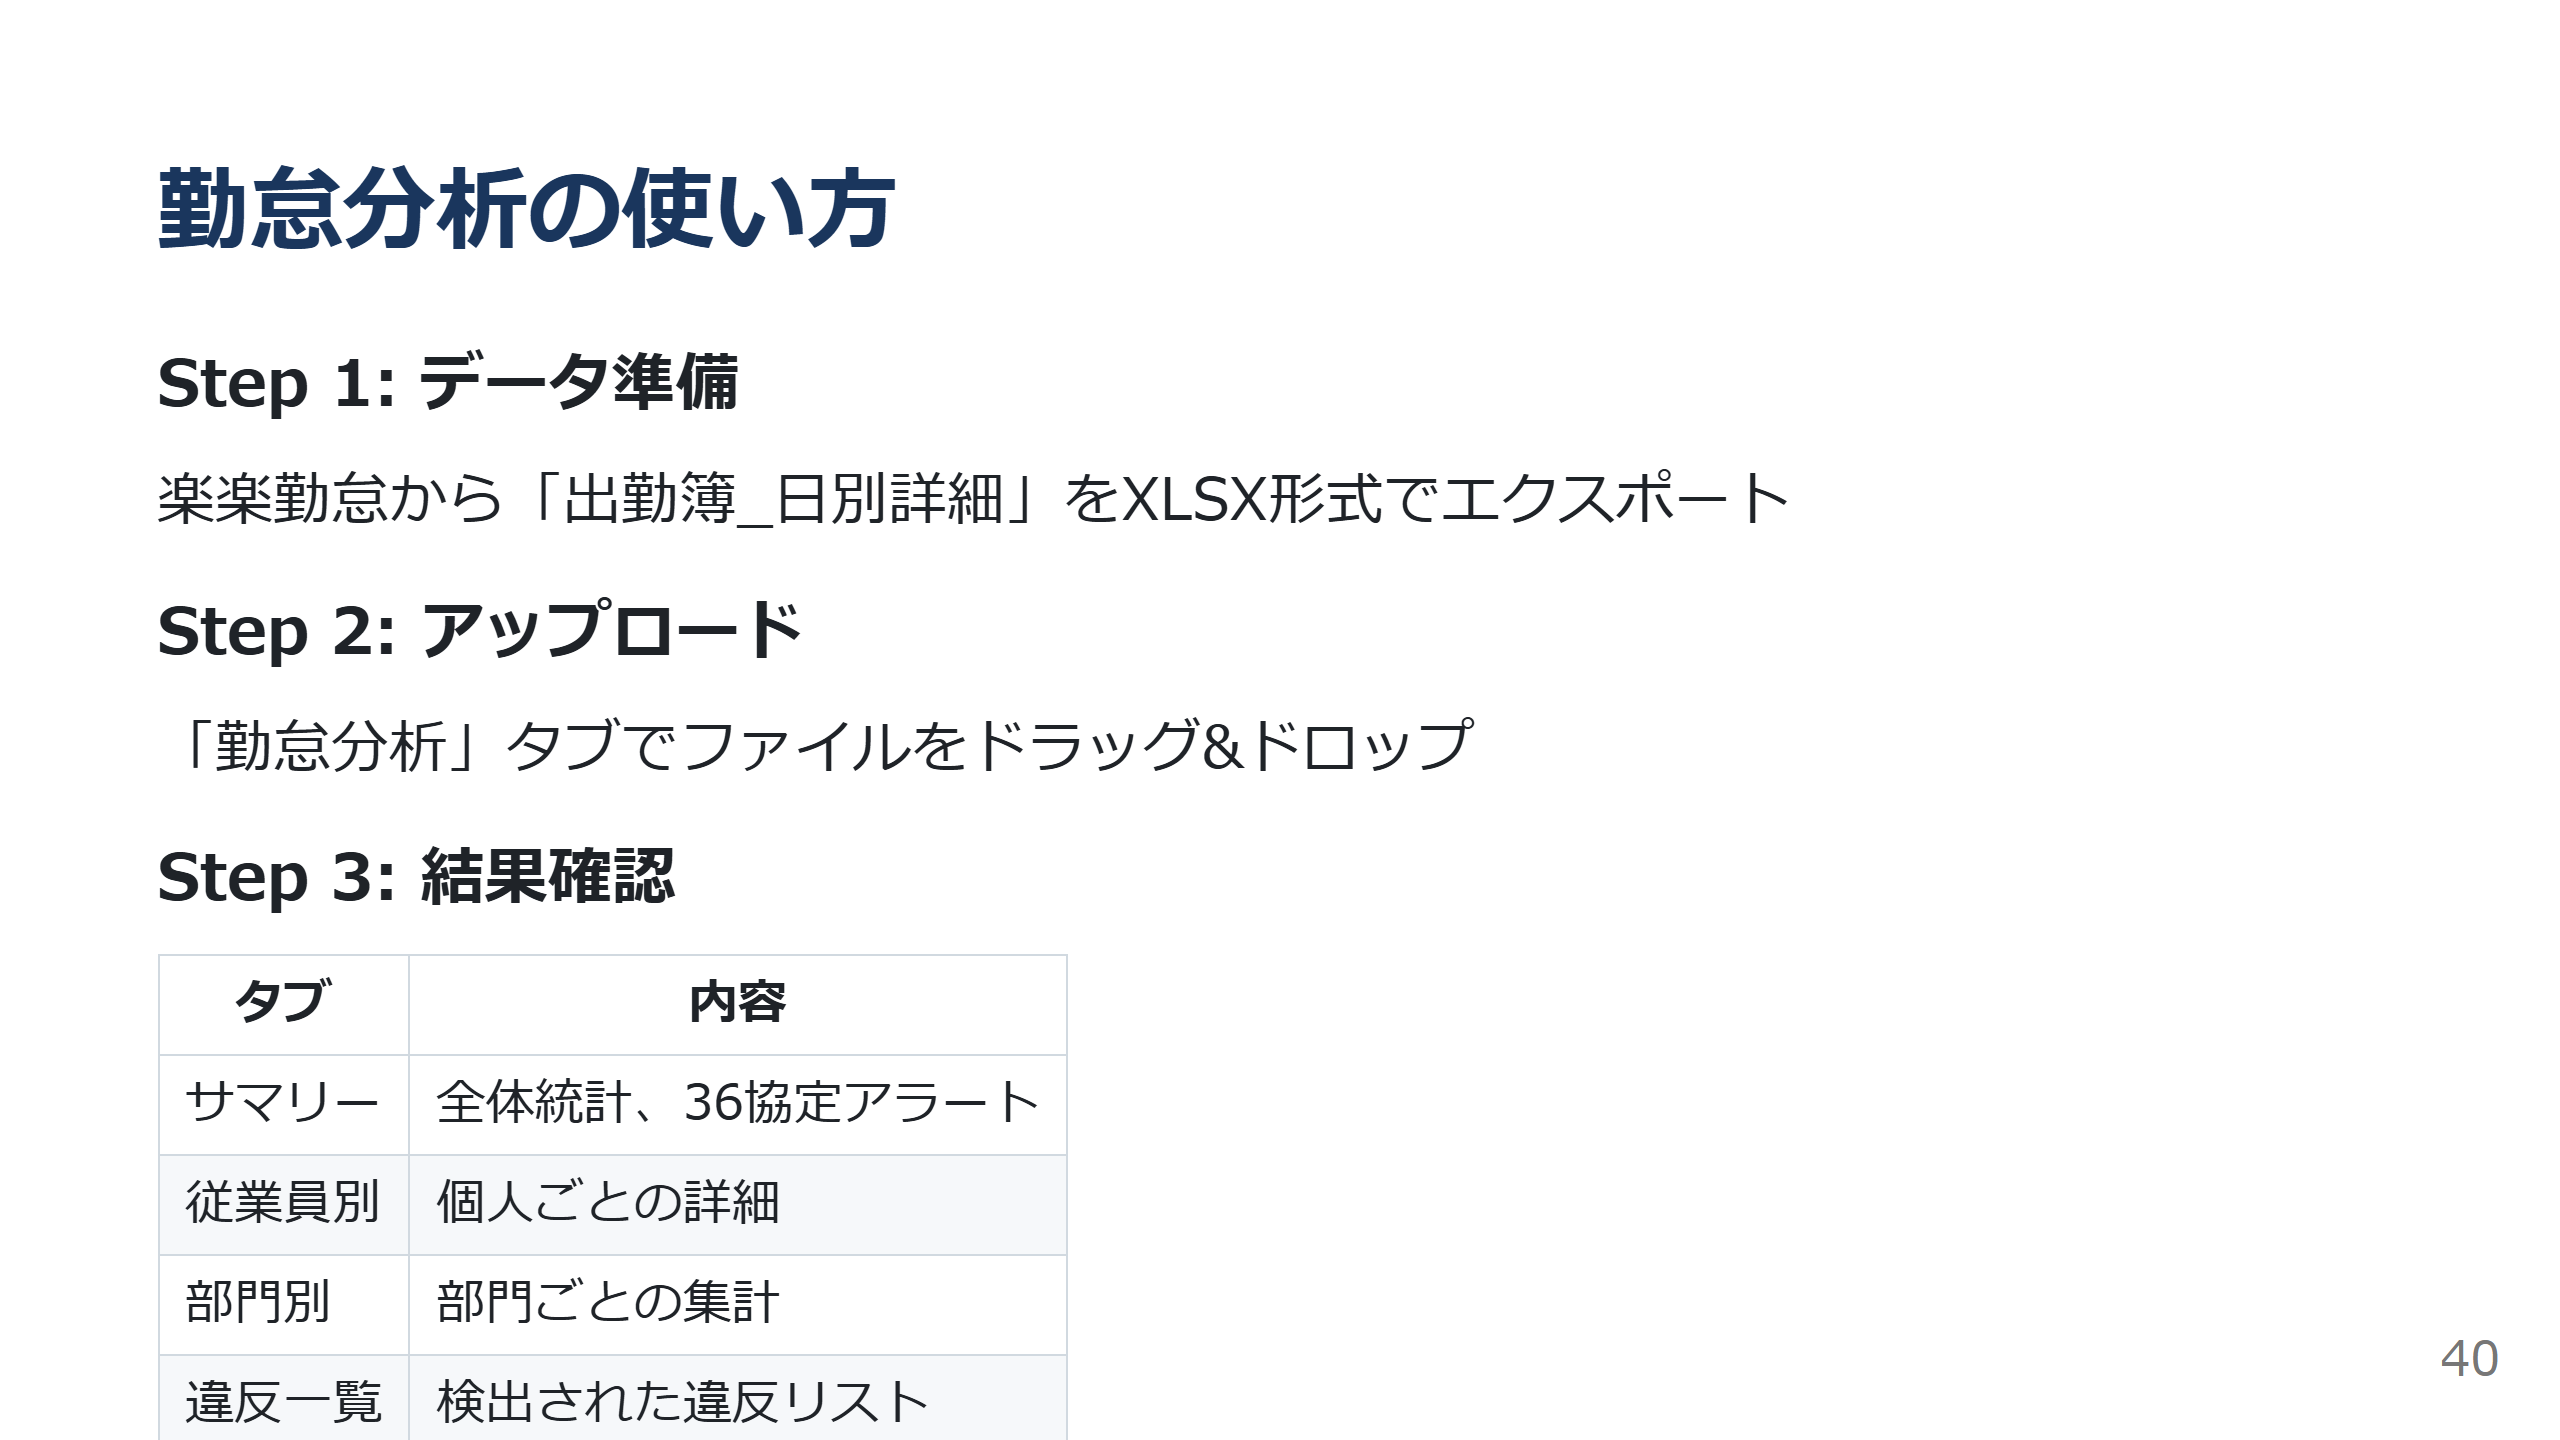 勤怠分析の使い方
Step 1: データ準備
楽楽勤怠から「出勤簿_日別詳細」をXLSX形式でエクスポート
Step 2: アップロード
「勤怠分析」タブでファイルをドラッグ&ドロップ
Step 3: 結果確認
タブ 内容
サマリー 全体統計、36協定アラート
従業員別 個人ごとの詳細
部門別 部門ごとの集計
違反一覧 検出された違反リスト
40